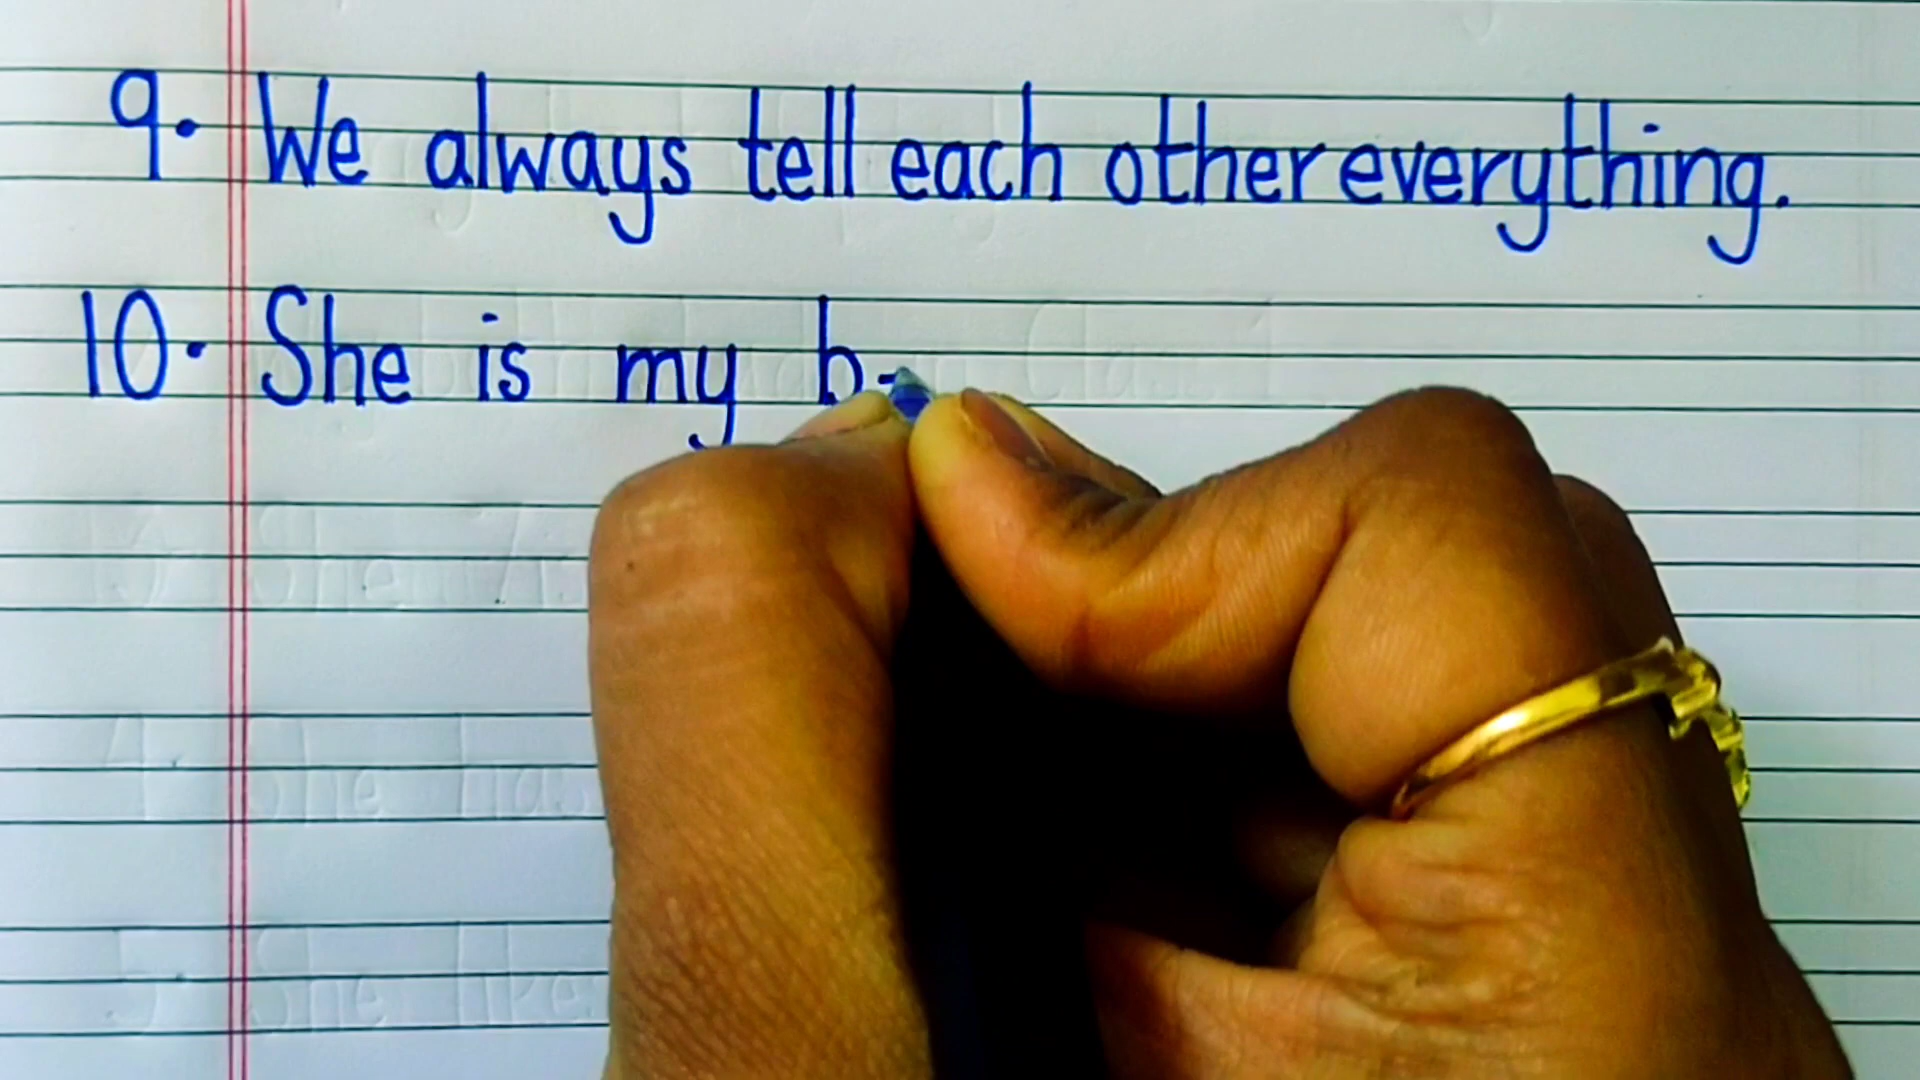 9. We always tell each other everything.
10. She is my b